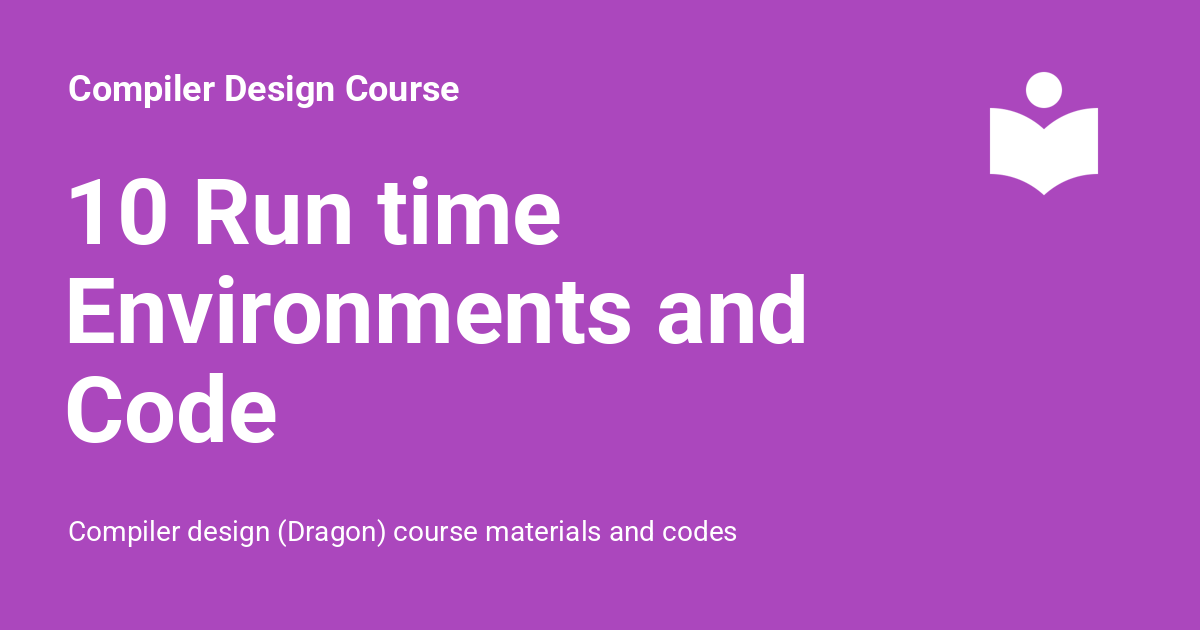 Compiler Design Course
10 Run time
Environments and
Code
Compiler design (Dragon) course materials and codes